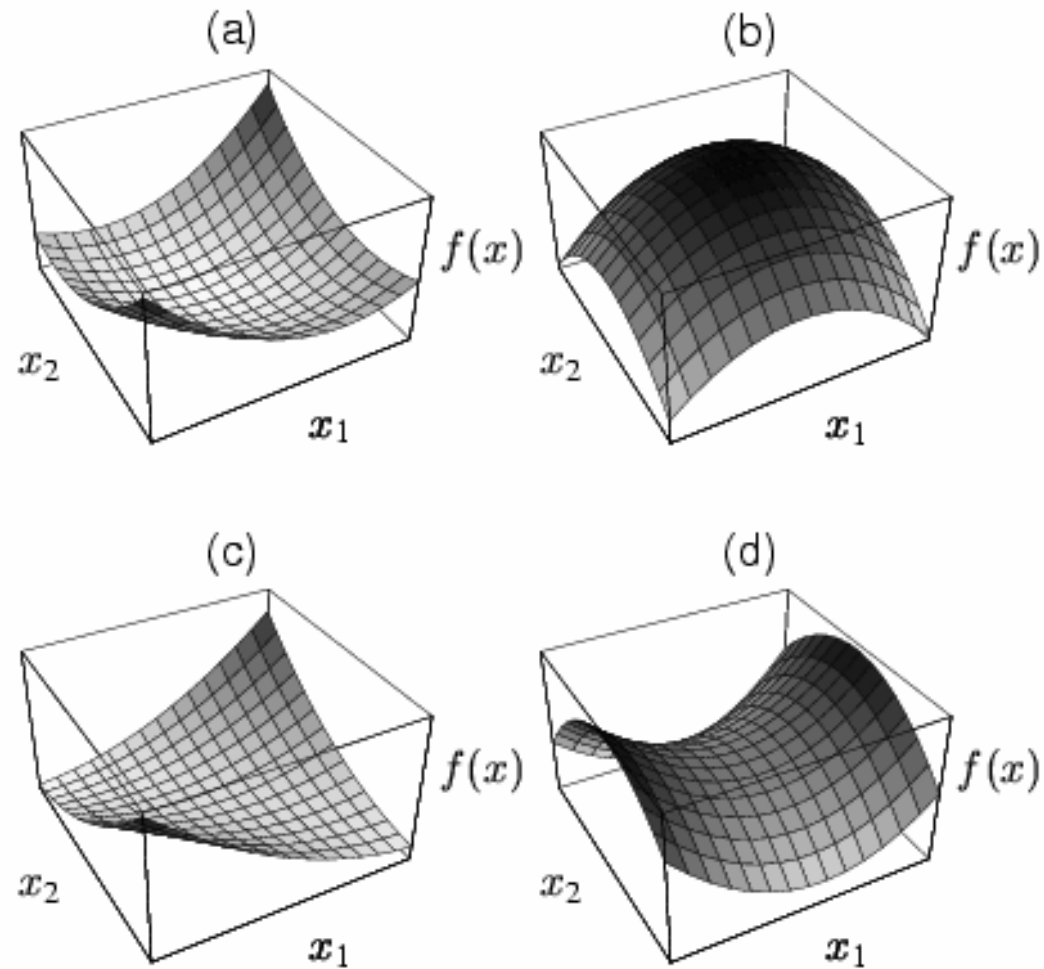 (a) (b)
f(x) f(x)
x₂ x₁ x₂ x₁
(c) (d)
f(x) f(x)
x₂ x₁ x₂ x₁